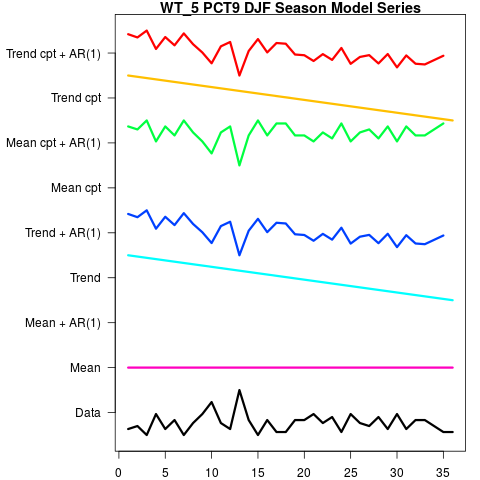 WT_5 PCT9 DJF Season Model Series
Trend cpt + AR(1)
Trend cpt
Mean cpt + AR(1)
Mean cpt
Trend + AR(1)
Trend
Mean + AR(1)
Mean
Data
0 5 10 15 20 25 30 35